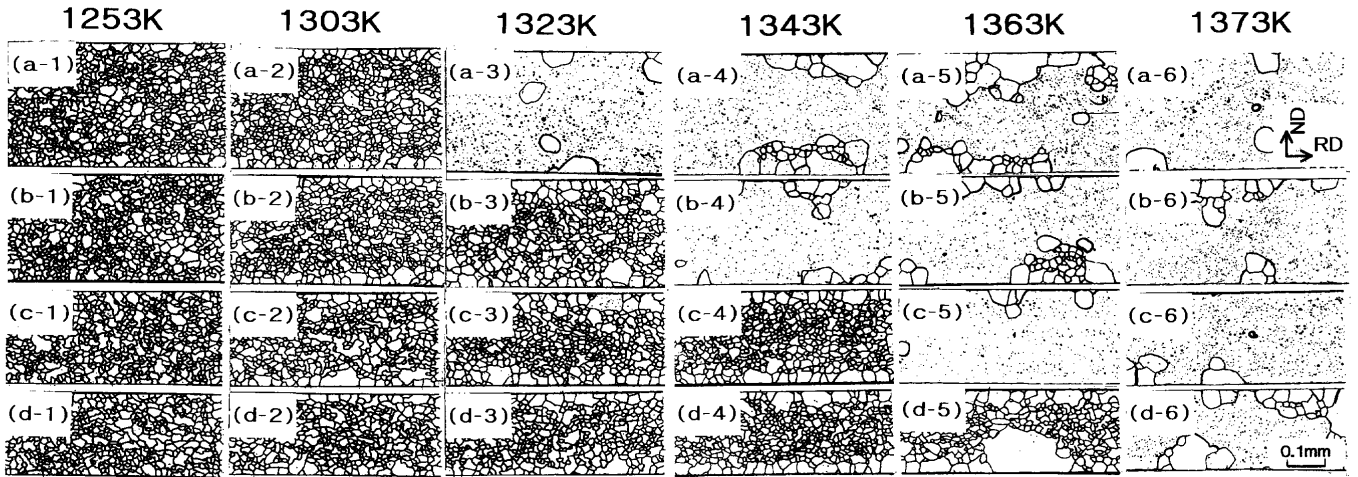 1253K 1303K 1323K 1343K 1363K 1373K
(a-1) (a-2) (a-3) (a-4) (a-5) (a-6)
ND
RD
(b-1) (b-2) (b-3) (b-4) (b-5) (b-6)
(c-1) (c-2) (c-3) (c-4) (c-5) (c-6)
(d-1) (d-2) (d-3) (d-4) (d-5) (d-6)
0.1mm